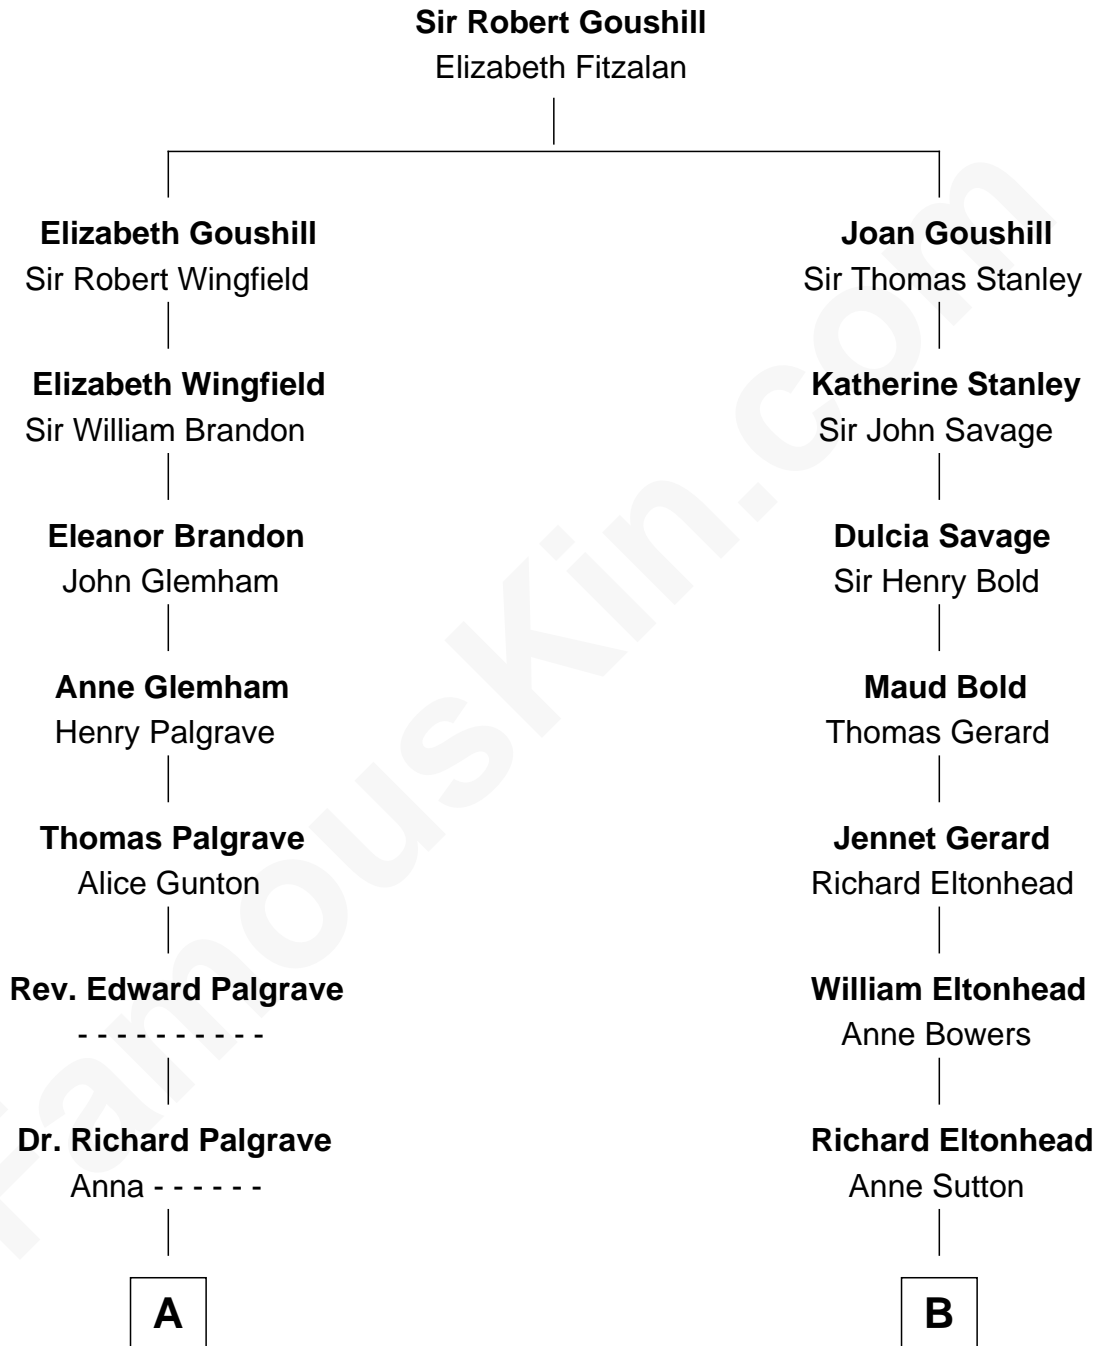 Sir Robert Goushill
Elizabeth Fitzalan
Elizabeth Goushill
Sir Robert Wingfield
Joan Goushill
Sir Thomas Stanley
Elizabeth Wingfield
Sir William Brandon
Katherine Stanley
Sir John Savage
Eleanor Brandon
John Glemham
Dulcia Savage
Sir Henry Bold
Anne Glemham
Henry Palgrave
Maud Bold
Thomas Gerard
Thomas Palgrave
Alice Gunton
Jennet Gerard
Richard Eltonhead
Rev. Edward Palgrave
- - - - - - - - - -
William Eltonhead
Anne Bowers
Dr. Richard Palgrave
Anna - - - - - -
Richard Eltonhead
Anne Sutton
A
B
FamousKin.com